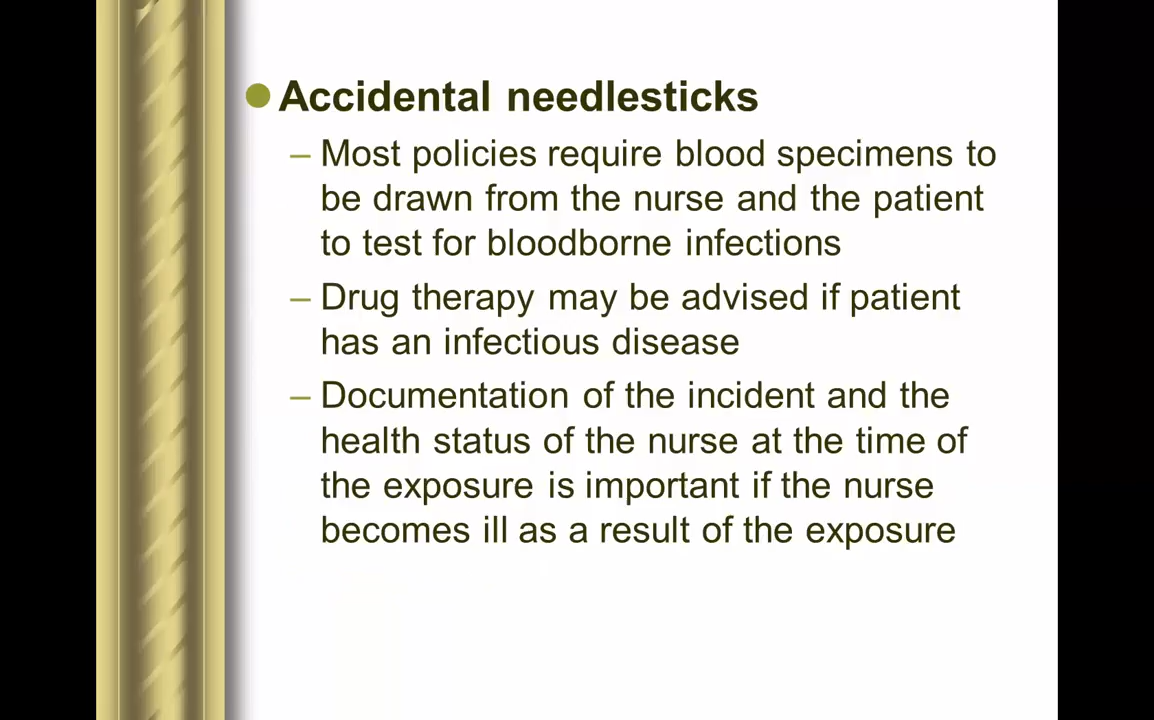 Accidental needlesticks
– Most policies require blood specimens to
be drawn from the nurse and the patient
to test for bloodborne infections
– Drug therapy may be advised if patient
has an infectious disease
– Documentation of the incident and the
health status of the nurse at the time of
the exposure is important if the nurse
becomes ill as a result of the exposure